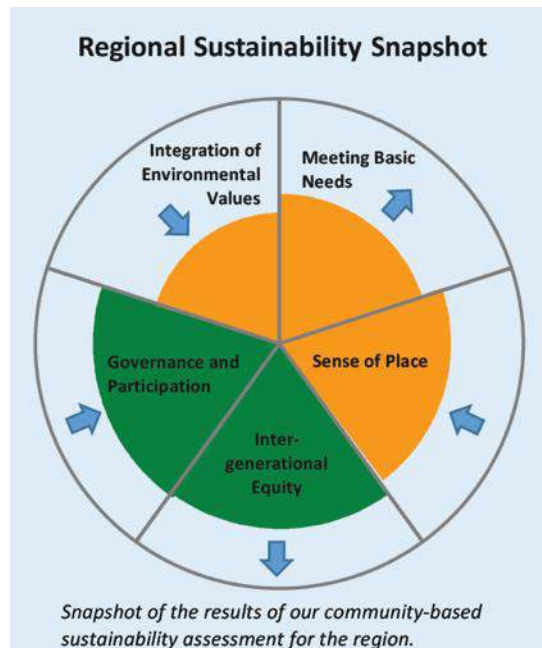 Regional Sustainability Snapshot
Integration of
Environmental
Values
Meeting Basic
Needs
Governance and
Participation
Sense of Place
Inter-
generational
Equity
Snapshot of the results of our community-based
sustainability assessment for the region.